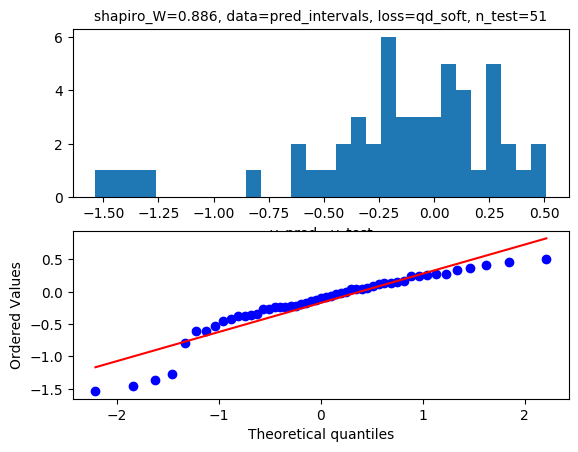 shapiro_W=0.886, data=pred_intervals, loss=qd_soft, n_test=51
6
4
2
0
−1.50 −1.25 −1.00 −0.75 −0.50 −0.25 0.00 0.25 0.50
0.5
0.0
−0.5
−1.0
−1.5
Ordered Values
−2 −1 0 1 2
Theoretical quantiles